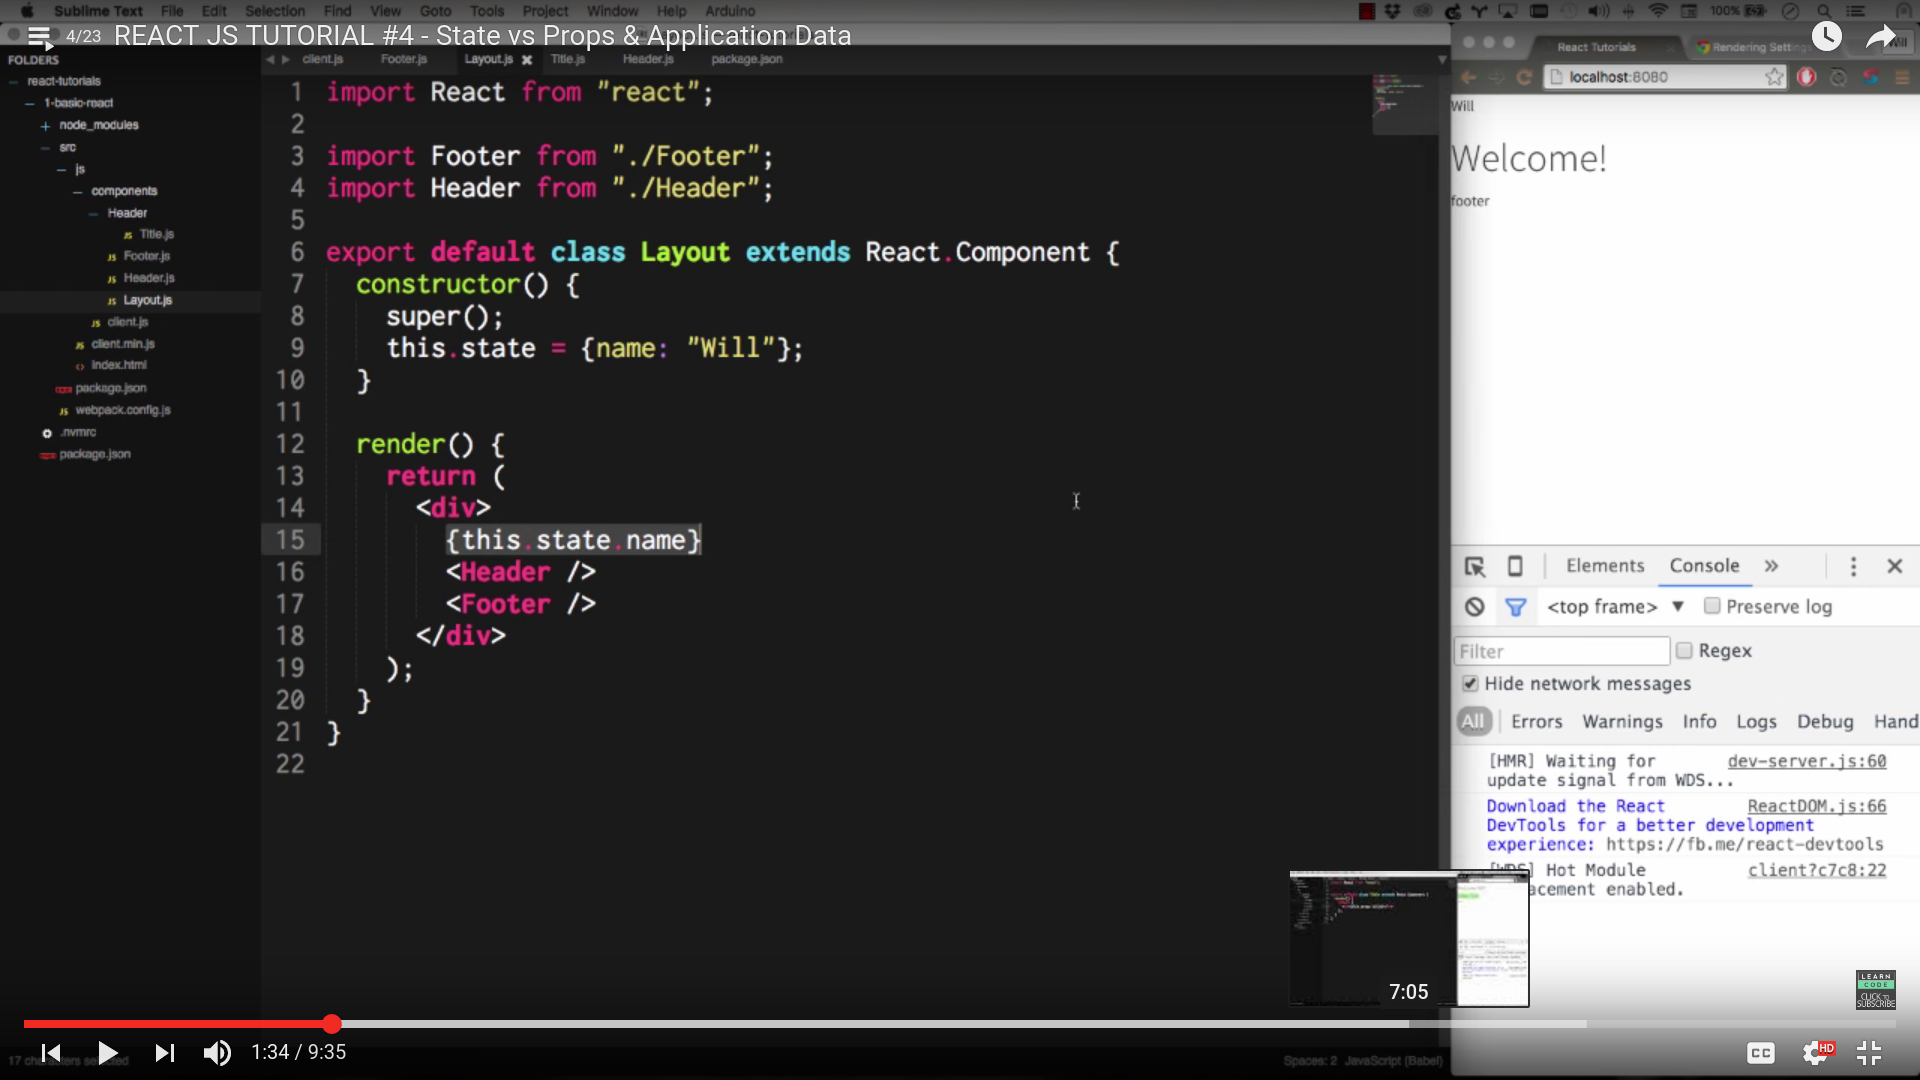 Sublime Text File Edit Selection Find View Goto Tools Project Window Help Arduino
100%
4/23 REACT JS TUTORIAL #4 - State vs Props & Application Data
FOLDERS
react-tutorials
1-basic-react
node_modules
src
js
components
Header
JS Title.js
JS Footer.js
JS Header.js
JS Layout.js
JS client.js
JS client.min.js
index.html
package.json
JS webpack.config.js
.nvmrc
package.json
client.js Footer.js Layout.js Title.js Header.js package.json
1 import React from "react";
2
3 import Footer from "./Footer";
4 import Header from "./Header";
5
6 export default class Layout extends React.Component {
7 constructor() {
8 super();
9 this.state = {name: "Will"};
10 }
11
12 render() {
13 return (
14 <div>
15 {this.state.name}
16 <Header />
17 <Footer />
18 </div>
19 );
20 }
21 }
22
React Tutorials
Rendering Setting
Will
localhost:8080
Will
Welcome!
footer
Elements Console »
<top frame> ▼ Preserve log
Filter Regex
Hide network messages
All Errors Warnings Info Logs Debug Hand
[HMR] Waiting for dev-server.js:60
update signal from WDS...
Download the React ReactDOM.js:66
DevTools for a better development
experience: https://fb.me/react-devtools
[WDS] Hot Module client?c7c8:22
acement enabled.
7:05
LEARN
CODE
CLICK TO
SUBSCRIBE
1:34 / 9:35
CC
HD
17 characters selected
Spaces: 2 JavaScript (Babel)